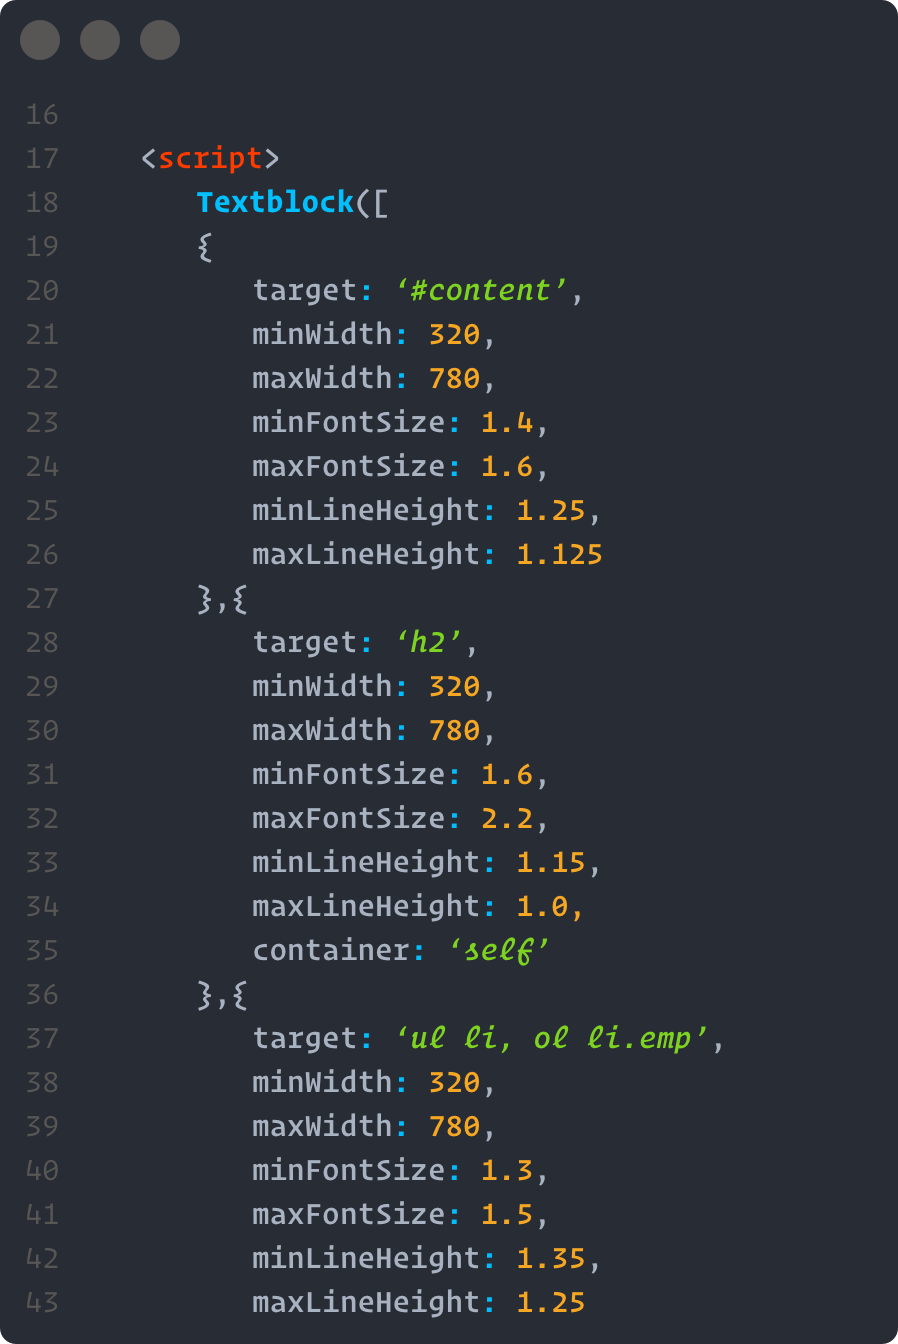 16
17 <script>
18 Textblock([
19 {
20 target: ‘#content’,
21 minWidth: 320,
22 maxWidth: 780,
23 minFontSize: 1.4,
24 maxFontSize: 1.6,
25 minLineHeight: 1.25,
26 maxLineHeight: 1.125
27 },{
28 target: ‘h2’,
29 minWidth: 320,
30 maxWidth: 780,
31 minFontSize: 1.6,
32 maxFontSize: 2.2,
33 minLineHeight: 1.15,
34 maxLineHeight: 1.0,
35 container: ‘self’
36 },{
37 target: ‘ul li, ol li.emp’,
38 minWidth: 320,
39 maxWidth: 780,
40 minFontSize: 1.3,
41 maxFontSize: 1.5,
42 minLineHeight: 1.35,
43 maxLineHeight: 1.25